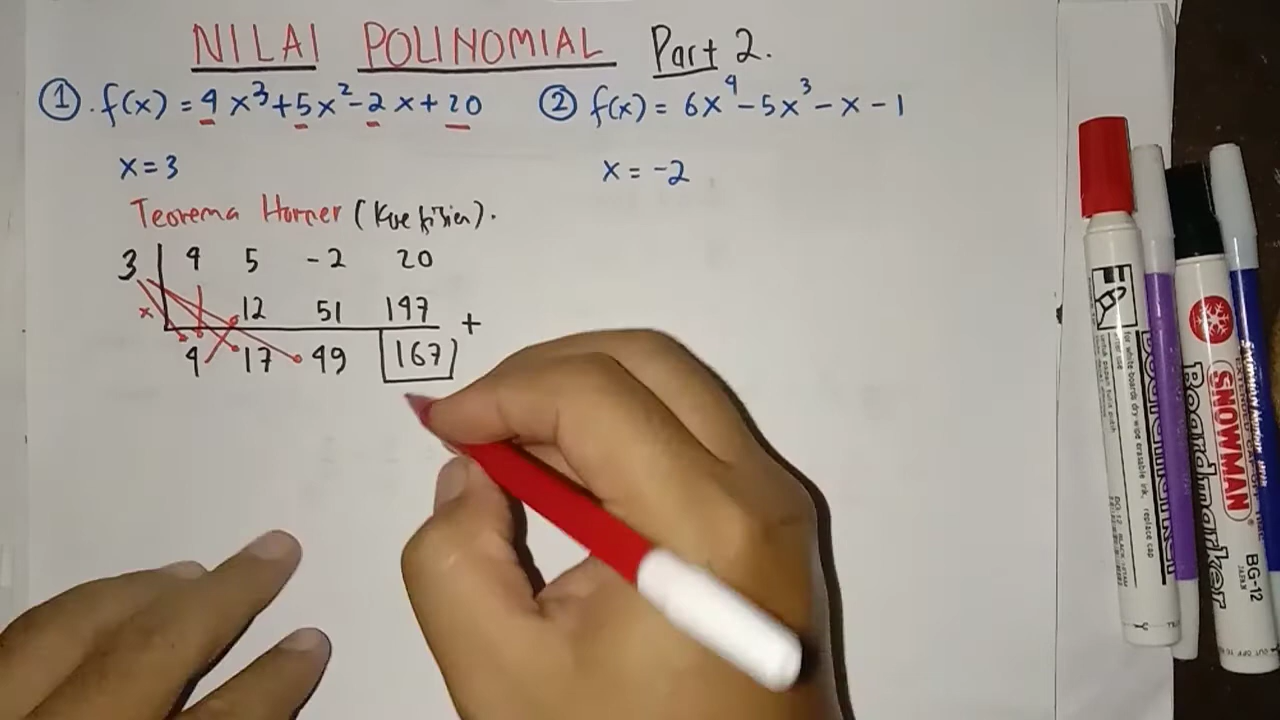 NILAI POLINOMIAL Part 2.
① . f(x) = 4x³+5x²-2x+20
② f(x) = 6x⁴-5x³-x-1
x=3
x = -2
Teorema Horner (Koefisien).
3 4 5 -2 20
x 12 51 147 +
4 17 49 167
SNOWMAN
Boardmarker
BG-12
JAPAN